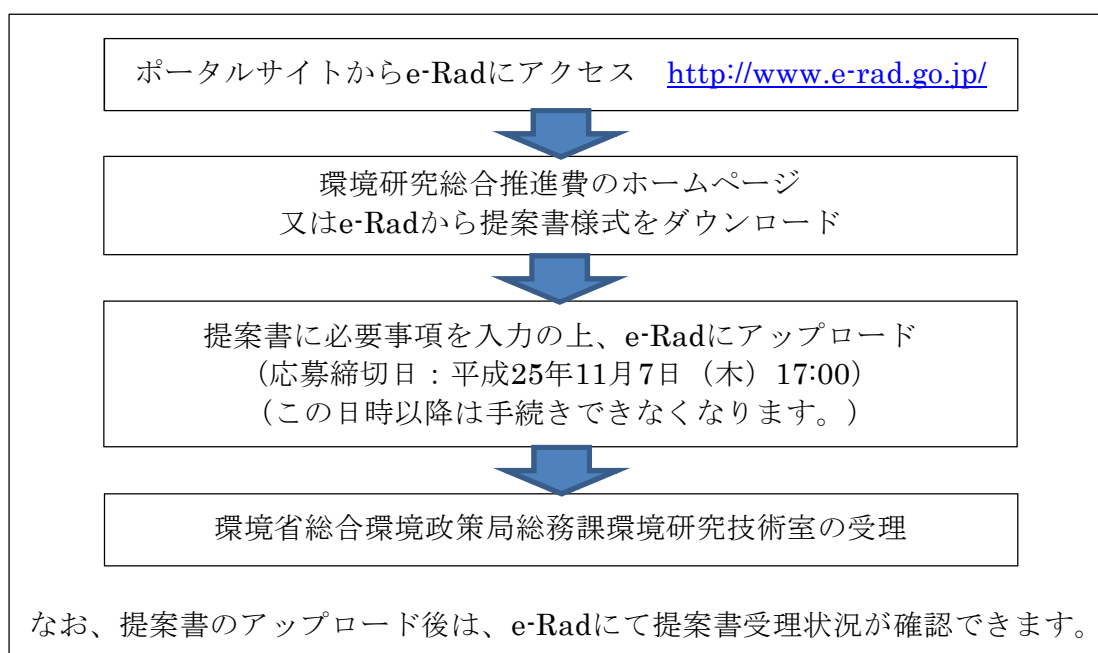 ポータルサイトからe-Radにアクセス　http://www.e-rad.go.jp/
環境研究総合推進費のホームページ
又はe-Radから提案書様式をダウンロード
提案書に必要事項を入力の上、e-Radにアップロード
（応募締切日：平成25年11月7日（木）17:00）
（この日時以降は手続きできなくなります。）
環境省総合環境政策局総務課環境研究技術室の受理
なお、提案書のアップロード後は、e-Radにて提案書受理状況が確認できます。